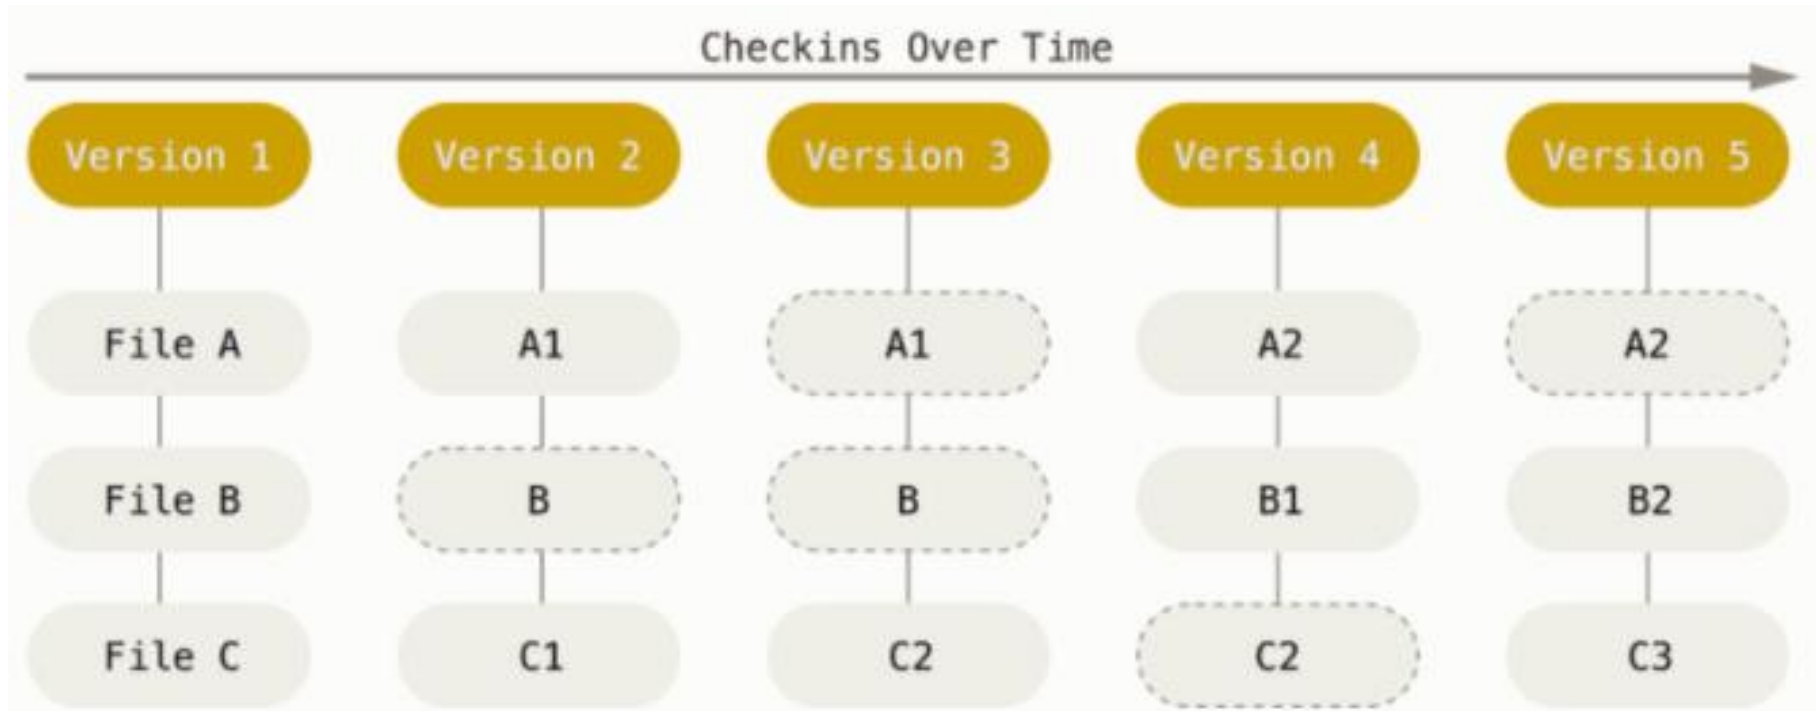 Checkins Over Time
Version 1 Version 2 Version 3 Version 4 Version 5
File A A1 A1 A2 A2
File B B B B1 B2
File C C1 C2 C2 C3